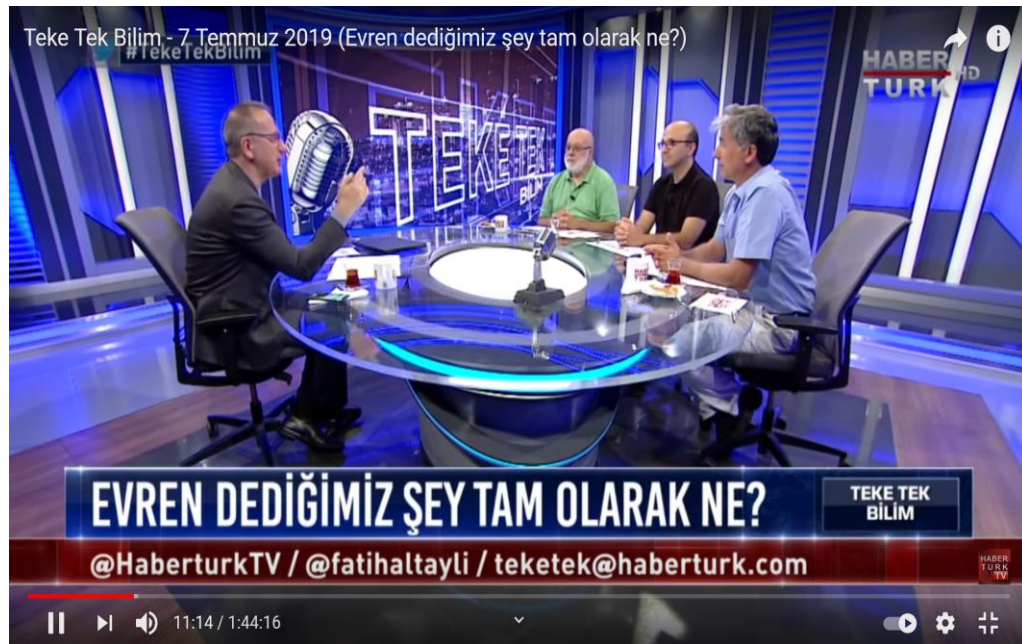 Teke Tek Bilim - 7 Temmuz 2019 (Evren dediğimiz şey tam olarak ne?)
#TekeTekBilim
HABER
TURK HD
TEKE TEK
BİLİM
EVREN DEDİĞİMİZ ŞEY TAM OLARAK NE?
TEKE TEK
BİLİM
@HaberturkTV / @fatihaltayli / teketek@haberturk.com
HABER
TURK
TV
11:14 / 1:44:16